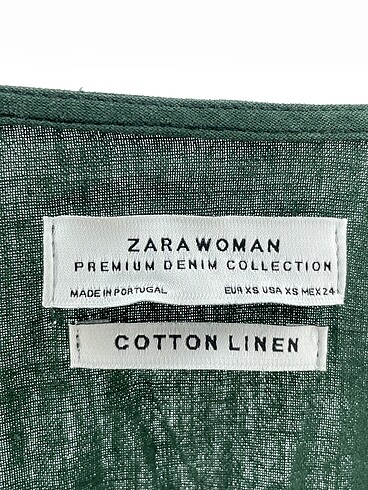 ZARA WOMAN
PREMIUM DENIM COLLECTION
MADE IN PORTUGAL EUR XS USA XS MEX 24
COTTON LINEN